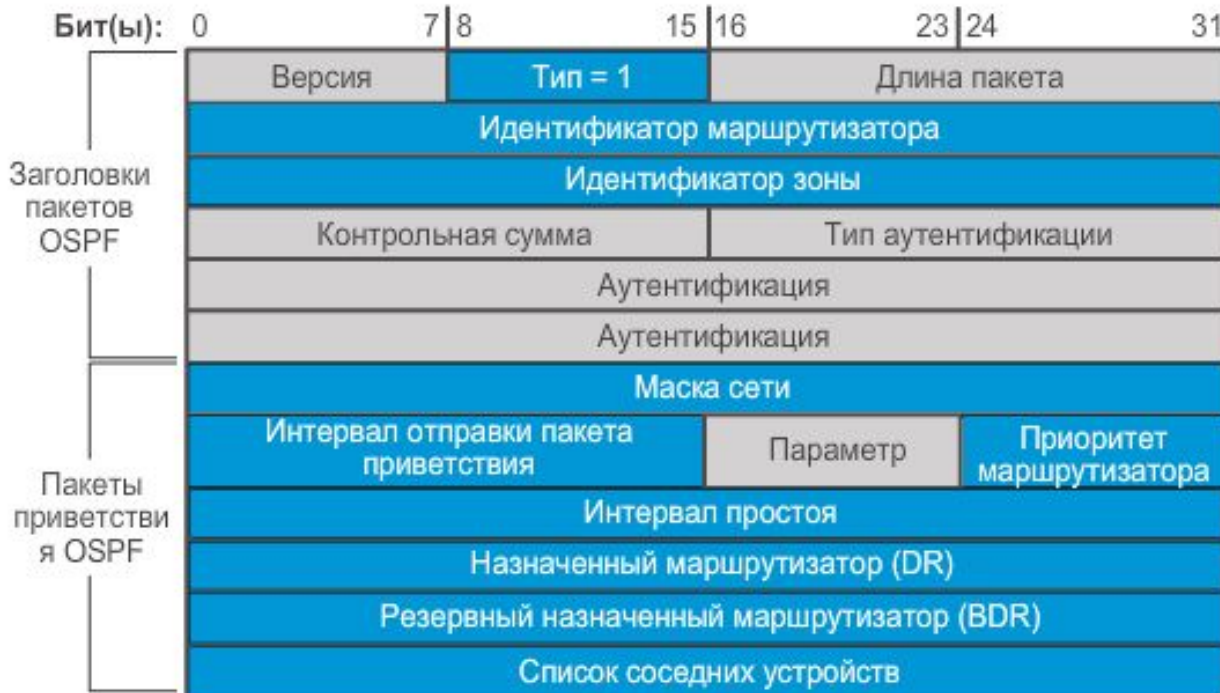 Бит(ы): 0 7 8 15 16 23 24 31
Версия Тип = 1 Длина пакета
Идентификатор маршрутизатора
Идентификатор зоны
Заголовки
пакетов
OSPF
Контрольная сумма Тип аутентификации
Аутентификация
Аутентификация
Маска сети
Интервал отправки пакета
приветствия
Параметр
Приоритет
маршрутизатора
Пакеты
приветстви
я OSPF
Интервал простоя
Назначенный маршрутизатор (DR)
Резервный назначенный маршрутизатор (BDR)
Список соседних устройств